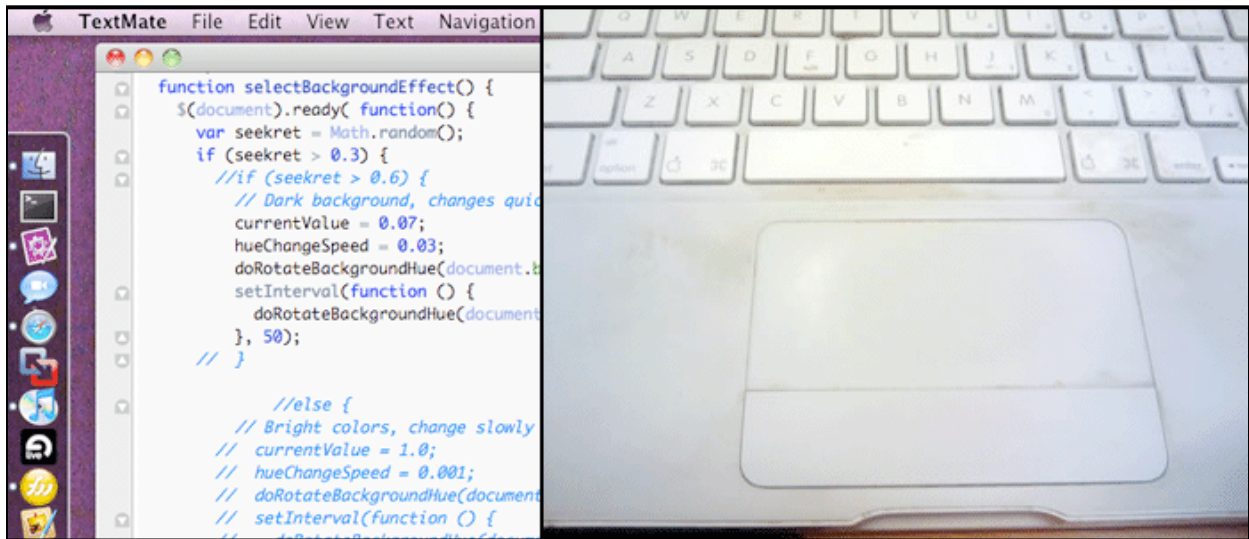 TextMate File Edit View Text Navigation
function selectBackgroundEffect() {
$(document).ready( function() {
var seekret = Math.random();
if (seekret > 0.3) {
//if (seekret > 0.6) {
// Dark background, changes quic
currentValue = 0.07;
hueChangeSpeed = 0.03;
doRotateBackgroundHue(document.b
setInterval(function () {
doRotateBackgroundHue(document
}, 50);
// }
//else {
// Bright colors, change slowly
// currentValue = 1.0;
// hueChangeSpeed = 0.001;
// doRotateBackgroundHue(document
// setInterval(function () {
// doRotateBackgroundHue(docum
live
Q W E R T Y U I O P
A S D F G H J K L
Z X C V B N M
option ⌘ ⌘ enter